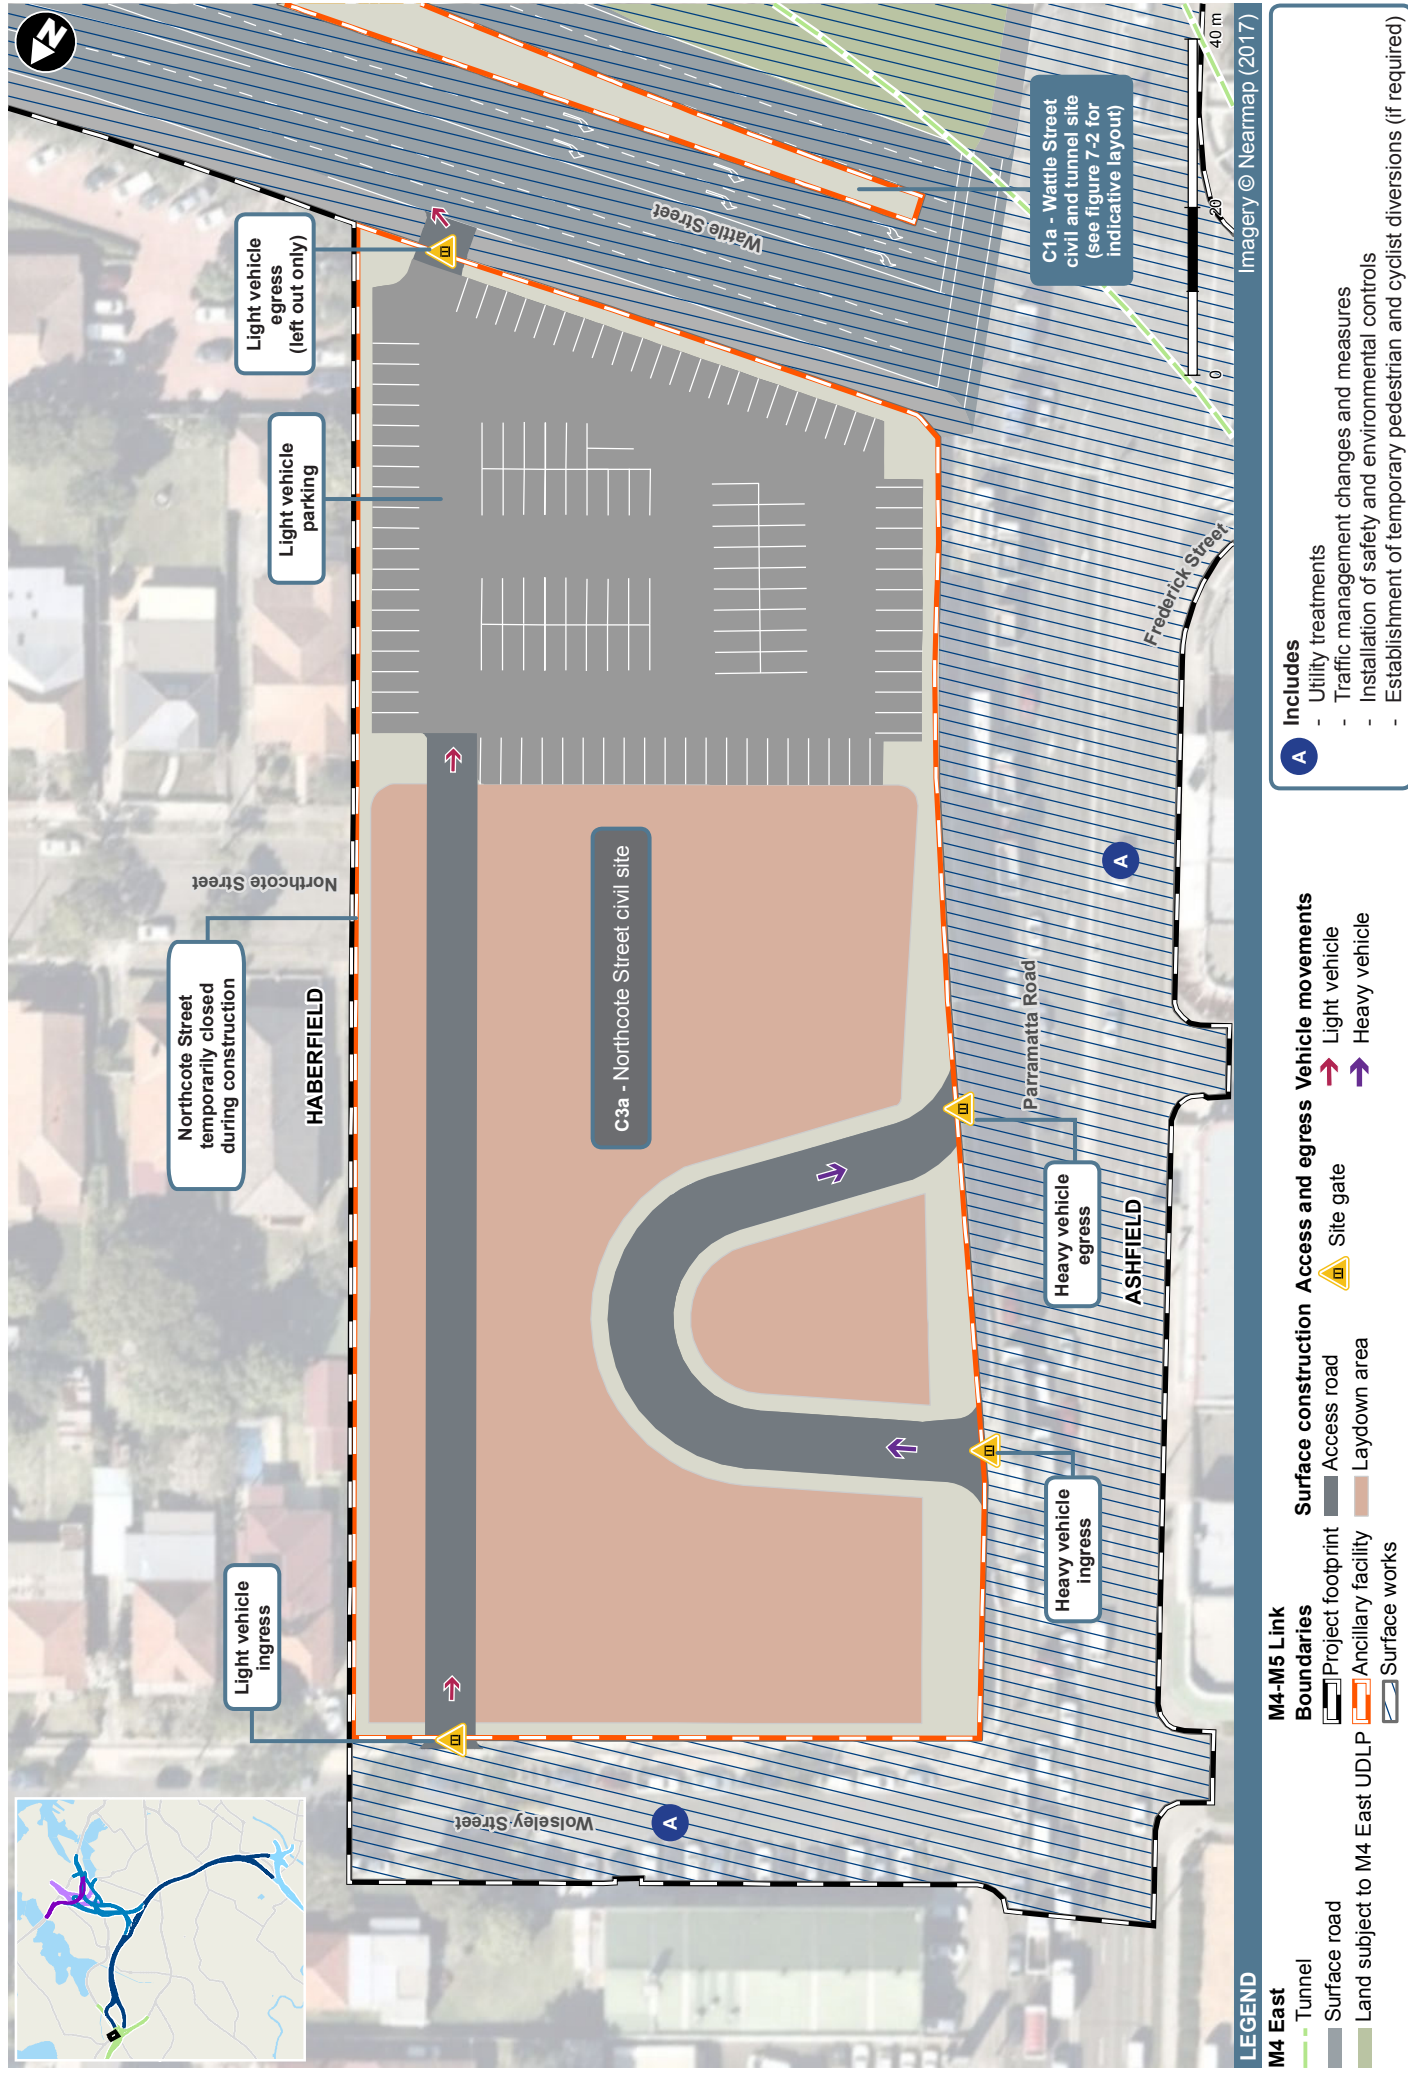 N
Light vehicle
ingress
Northcote Street
temporarily closed
during construction
Northcote Street
HABERFIELD
Light vehicle
parking
Light vehicle
egress
(left out only)
Wattle Street
C1a - Wattle Street
civil and tunnel site
(see figure 7-2 for
indicative layout)
C3a - Northcote Street civil site
Wolseley Street
A
Heavy vehicle
ingress
Heavy vehicle
egress
ASHFIELD
Parramatta Road
A
Frederick Street
0
20
40 m
LEGEND
Imagery © Nearmap (2017)
M4 East
Tunnel
Surface road
Land subject to M4 East UDLP
M4-M5 Link
Boundaries
Project footprint
Ancillary facility
Surface works
Surface construction
Access road
Laydown area
Access and egress
Site gate
Vehicle movements
Light vehicle
Heavy vehicle
A Includes
- Utility treatments
- Traffic management changes and measures
- Installation of safety and environmental controls
- Establishment of temporary pedestrian and cyclist diversions (if required)